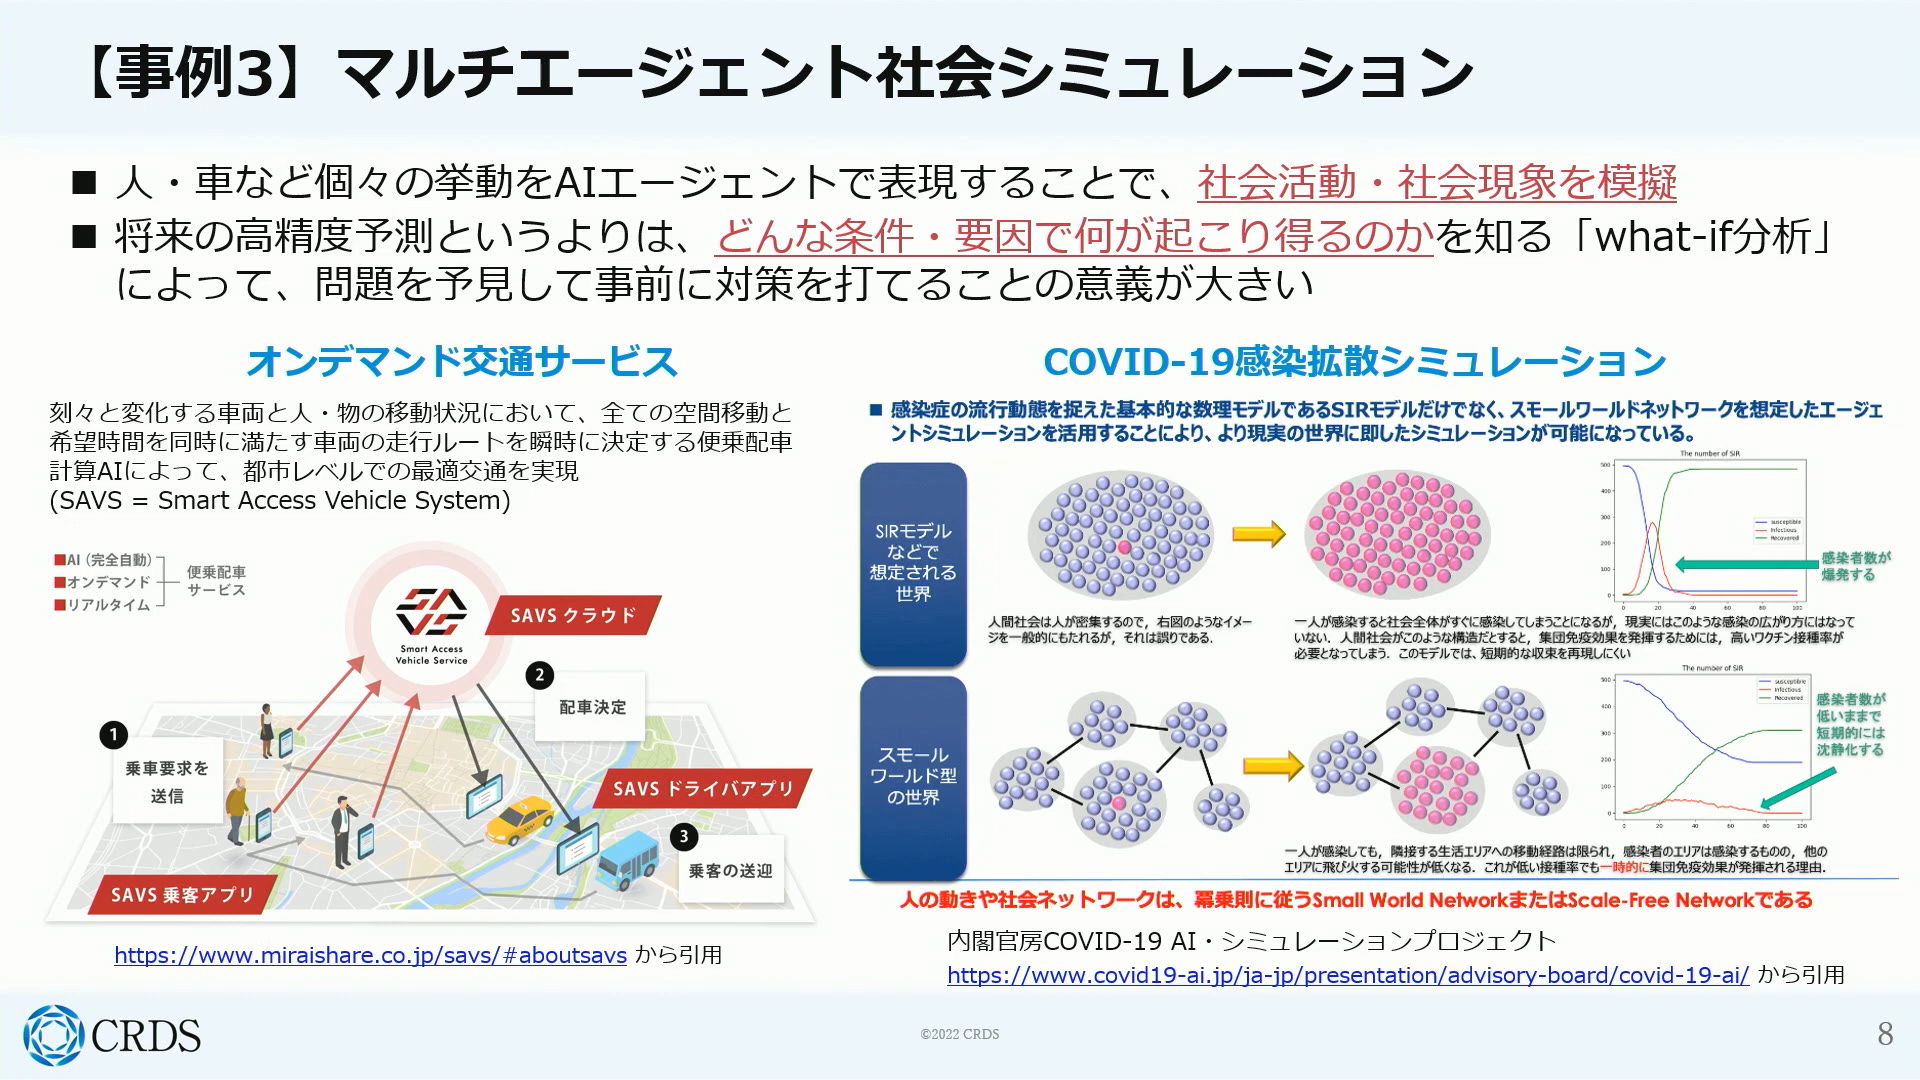 【事例3】マルチエージェント社会シミュレーション
■ 人・車など個々の挙動をAIエージェントで表現することで、社会活動・社会現象を模擬
■ 将来の高精度予測というよりは、どんな条件・要因で何が起こり得るのかを知る「what-if分析」
によって、問題を予見して事前に対策を打てることの意義が大きい
オンデマンド交通サービス
刻々と変化する車両と人・物の移動状況において、全ての空間移動と
希望時間を同時に満たす車両の走行ルートを瞬時に決定する便乗配車
計算AIによって、都市レベルでの最適交通を実現
(SAVS = Smart Access Vehicle System)
■AI（完全自動）
■オンデマンド
■リアルタイム
便乗配車
サービス
SAVS
Smart Access
Vehicle Service
SAVS クラウド
1
乗車要求を
送信
2
配車決定
SAVS ドライバアプリ
3
乗客の送迎
SAVS 乗客アプリ
https://www.miraishare.co.jp/savs/#aboutsavs から引用
COVID-19感染拡散シミュレーション
■ 感染症の流行動態を捉えた基本的な数理モデルであるSIRモデルだけでなく、スモールワールドネットワークを想定したエージェ
ントシミュレーションを活用することにより、より現実の世界に即したシミュレーションが可能になっている。
SIRモデル
などで
想定される
世界
人間社会は人が密集するので，右図のようなイメー
ジを一般的にもたれるが，それは誤りである．
The number of SIR
500
400
300
200
100
0
0 20 40 60 80 100
susceptible
Infectious
Recovered
感染者数が
爆発する
一人が感染すると社会全体がすぐに感染してしまうことになるが，現実にはこのような感染の広がり方にはなって
いない．人間社会がこのような構造だとすると，集団免疫効果を発揮するためには，高いワクチン接種率が
必要となってしまう．このモデルでは、短期的な収束を再現しにくい
スモール
ワールド型
の世界
The number of SIR
500
400
300
200
100
0
0 20 40 60 80 100
susceptible
Infectious
Recovered
感染者数が
低いままで
短期的には
沈静化する
一人が感染しても，隣接する生活エリアへの移動経路は限られ，感染者のエリアは感染するものの，他の
エリアに飛び火する可能性が低くなる．これが低い接種率でも一時的に集団免疫効果が発揮される理由．
人の動きや社会ネットワークは、冪乗則に従うSmall World NetworkまたはScale-Free Networkである
内閣官房COVID-19 AI・シミュレーションプロジェクト
https://www.covid19-ai.jp/ja-jp/presentation/advisory-board/covid-19-ai/ から引用
CRDS
©2022 CRDS
8